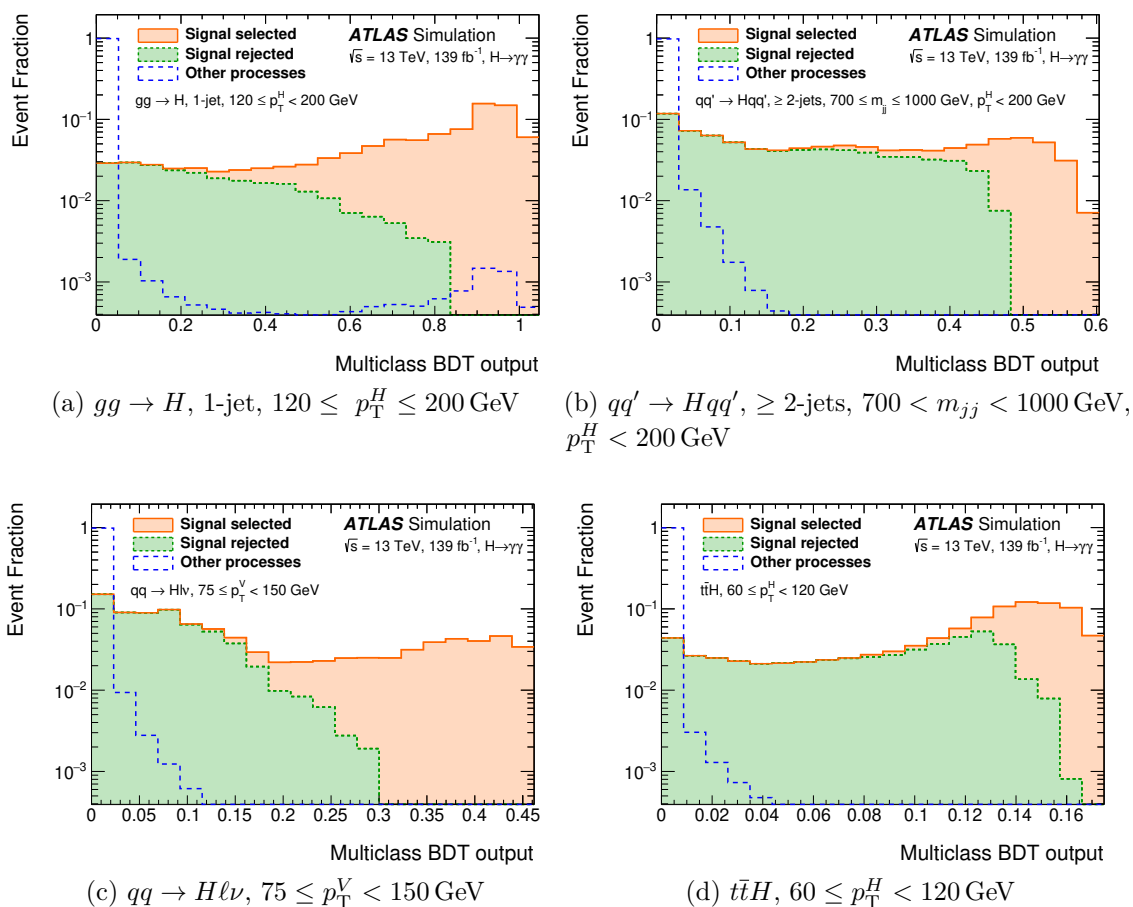 Event Fraction
Signal selected
Signal rejected
Other processes
ATLAS Simulation
√s = 13 TeV, 139 fb⁻¹, H→γγ
gg → H, 1-jet, 120 ≤ p_T^H < 200 GeV
1
10⁻¹
10⁻²
10⁻³
0 0.2 0.4 0.6 0.8 1
Multiclass BDT output
(a) gg → H, 1-jet, 120 ≤ p_T^H ≤ 200 GeV
Event Fraction
Signal selected
Signal rejected
Other processes
ATLAS Simulation
√s = 13 TeV, 139 fb⁻¹, H→γγ
qq' → Hqq', ≥ 2-jets, 700 ≤ m_jj ≤ 1000 GeV, p_T^H < 200 GeV
1
10⁻¹
10⁻²
10⁻³
0 0.1 0.2 0.3 0.4 0.5 0.6
Multiclass BDT output
(b) qq′ → Hqq′, ≥ 2-jets, 700 < m_jj < 1000 GeV,
p_T^H < 200 GeV
Event Fraction
Signal selected
Signal rejected
Other processes
ATLAS Simulation
√s = 13 TeV, 139 fb⁻¹, H→γγ
qq → Hlν, 75 ≤ p_T^V < 150 GeV
1
10⁻¹
10⁻²
10⁻³
0 0.05 0.1 0.15 0.2 0.25 0.3 0.35 0.4 0.45
Multiclass BDT output
(c) qq → Hℓν, 75 ≤ p_T^V < 150 GeV
Event Fraction
Signal selected
Signal rejected
Other processes
ATLAS Simulation
√s = 13 TeV, 139 fb⁻¹, H→γγ
tt̄H, 60 ≤ p_T^H < 120 GeV
1
10⁻¹
10⁻²
10⁻³
0 0.02 0.04 0.06 0.08 0.1 0.12 0.14 0.16
Multiclass BDT output
(d) tt̄H, 60 ≤ p_T^H < 120 GeV